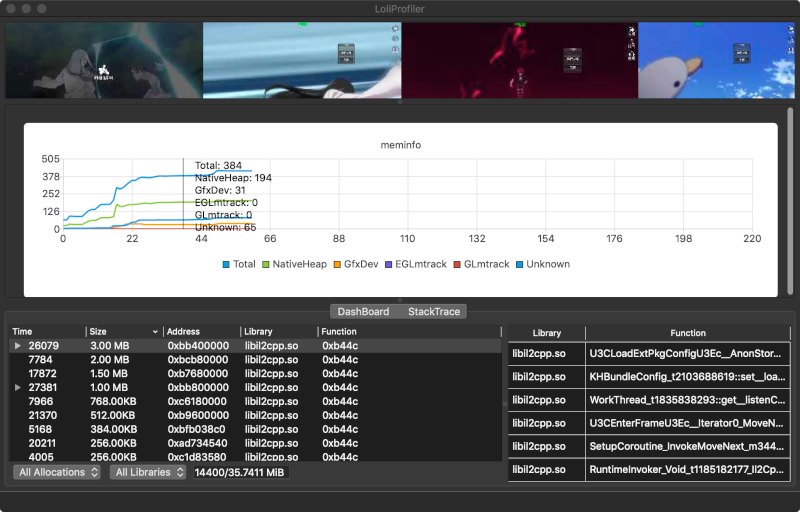 LoliProfiler
meminfo
505
378
252
126
0
Total: 384
NativeHeap: 194
GfxDev: 31
EGLmtrack: 0
GLmtrack: 0
Unknown: 65
0 22 44 66 88 110 132 154 176 198 220
Total NativeHeap GfxDev EGLmtrack GLmtrack Unknown
DashBoard StackTrace
Time Size Address Library Function
26079 3.00 MB 0xbb400000 libil2cpp.so 0xb44c
7784 2.00 MB 0xbcb80000 libil2cpp.so 0xb44c
17872 1.50 MB 0xb7680000 libil2cpp.so 0xb44c
27381 1.00 MB 0xbb800000 libil2cpp.so 0xb44c
7966 768.00KB 0xc6180000 libil2cpp.so 0xb44c
21370 512.00KB 0xb9600000 libil2cpp.so 0xb44c
5168 384.00KB 0xbfb038c0 libil2cpp.so 0xb44c
20211 256.00KB 0xad734540 libil2cpp.so 0xb44c
4005 256.00KB 0xc1d83580 libil2cpp.so 0xb44c
All Allocations All Libraries 14400/35.7411 MiB
Library Function
libil2cpp.so U3CLoadExtPkgConfigU3Ec__AnonStor...
libil2cpp.so KHBundleConfig_t2103688619::set__loa...
libil2cpp.so WorkThread_t1835838293::get__listenC...
libil2cpp.so U3CEnterFrameU3Ec__Iterator0_MoveN...
libil2cpp.so SetupCoroutine_InvokeMoveNext_m344...
libil2cpp.so RuntimeInvoker_Void_t1185182177_Il2Cp...